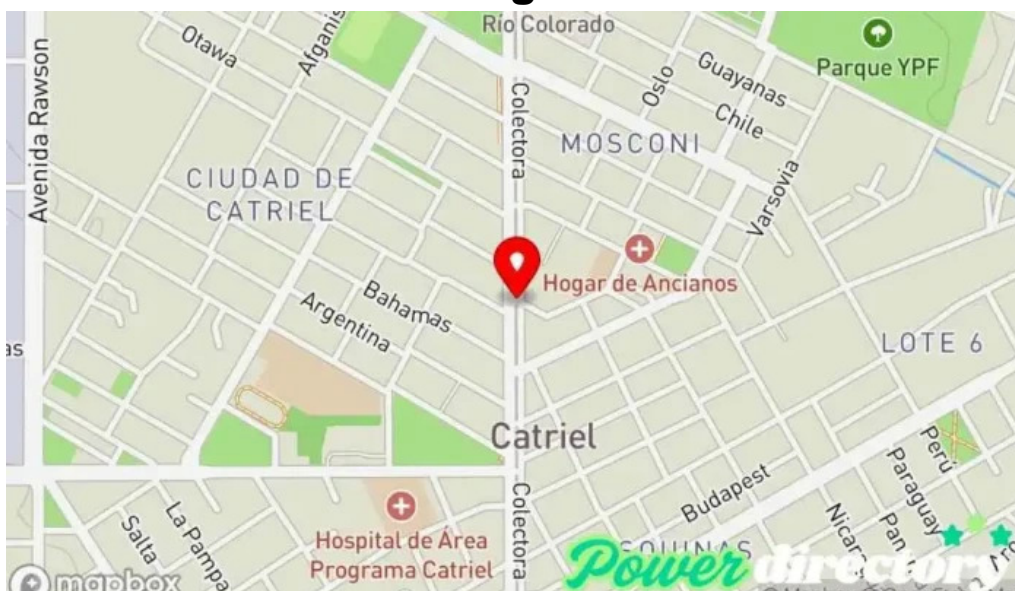 Río Colorado
Otawa
Afganis
Parque YPF
Guayanas
Oslo
Chile
Avenida Rawson
Colectora
MOSCONI
CIUDAD DE
CATRIEL
Varsovia
Hogar de Ancianos
Bahamas
Argentina
LOTE 6
as
Catriel
Perú
Paraguay
Budapest
Colectora
La Pampa
Salta
Hospital de Área
Programa Catriel
Nicara
Pan
Power directory
mapbox